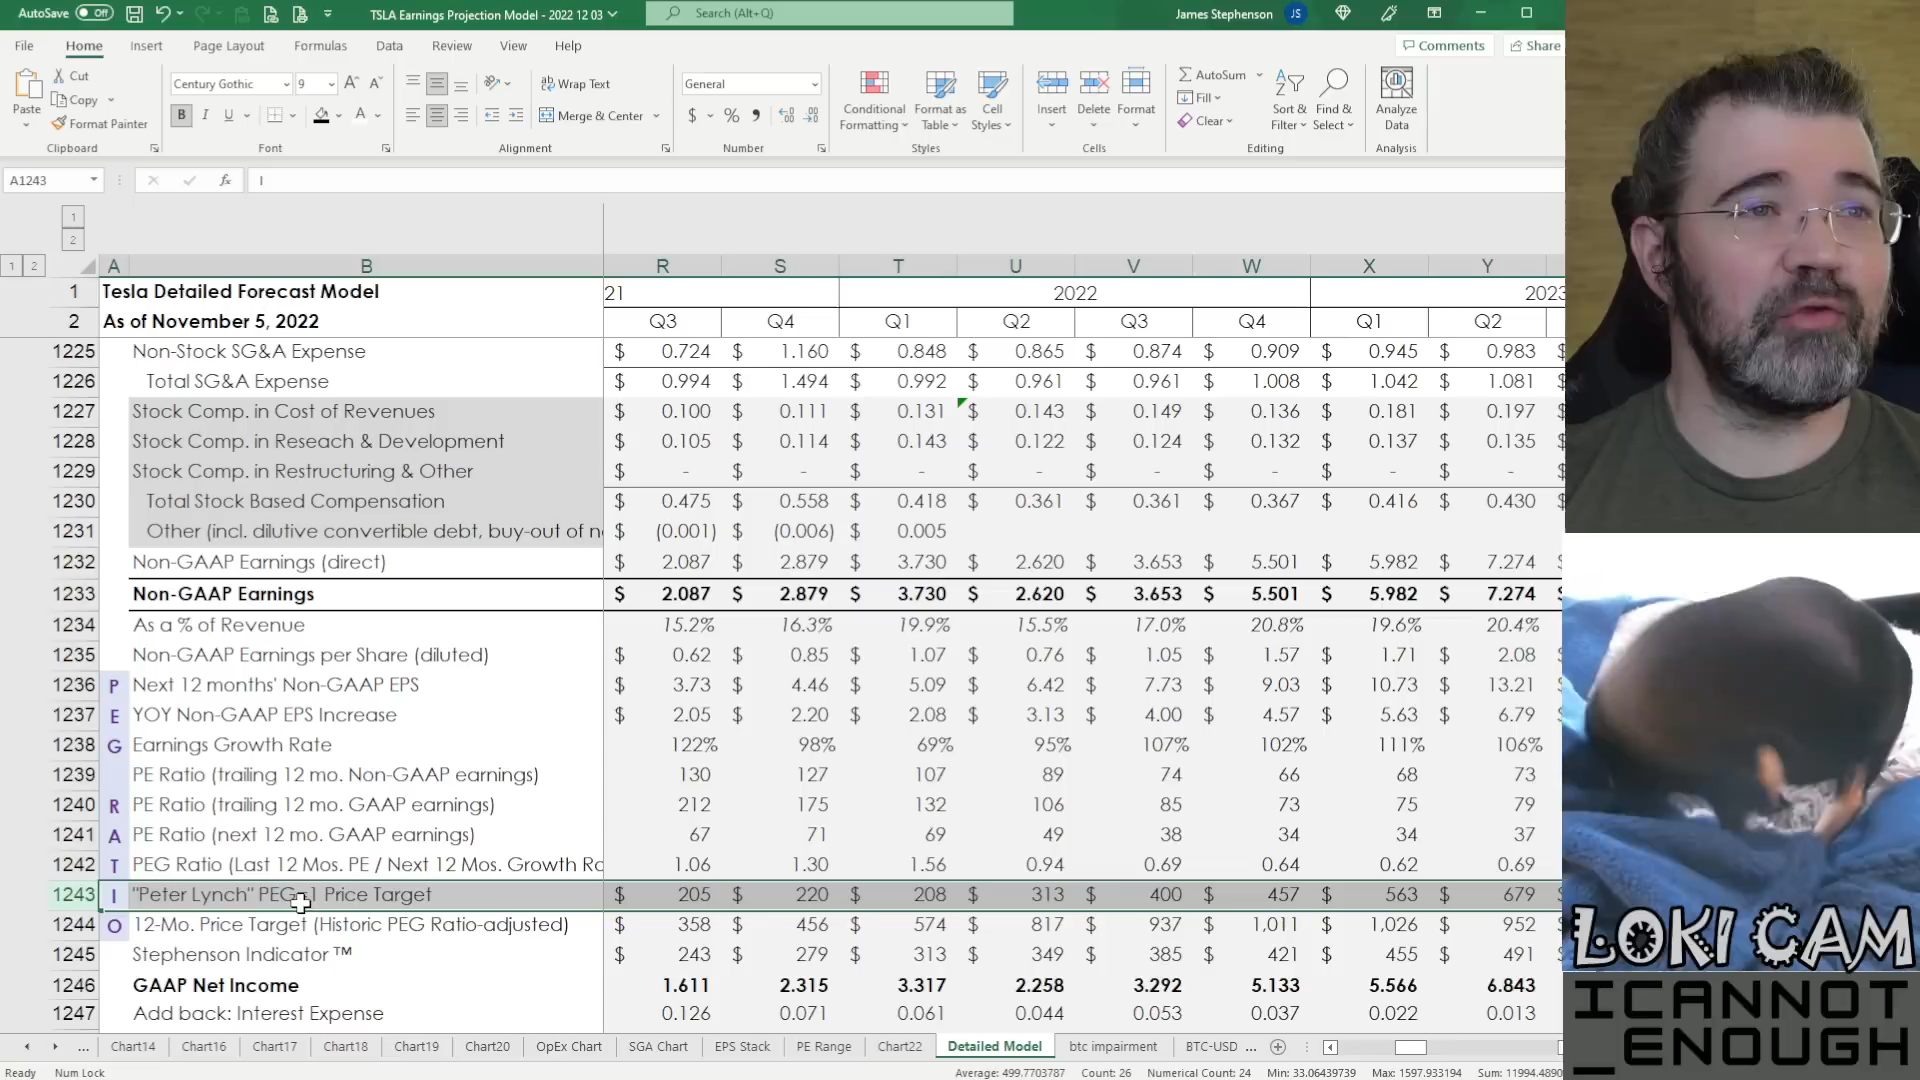 AutoSave Off TSLA Earnings Projection Model - 2022 12 03 Search (Alt+Q) James Stephenson JS
File Home Insert Page Layout Formulas Data Review View Help Comments Share
Paste Cut Copy Format Painter Clipboard
Century Gothic 9 B I U A Font
Wrap Text Merge & Center Alignment
General $ % Number
Conditional Formatting Format as Table Cell Styles Styles
Insert Delete Format Cells
AutoSum Fill Clear Sort & Filter Find & Select Editing
Analyze Data Analysis
A1243 fx I
1
2
1 2 A B R S T U V W X Y
1 Tesla Detailed Forecast Model 21 2022 2023
2 As of November 5, 2022 Q3 Q4 Q1 Q2 Q3 Q4 Q1 Q2
1225 Non-Stock SG&A Expense $ 0.724 $ 1.160 $ 0.848 $ 0.865 $ 0.874 $ 0.909 $ 0.945 $ 0.983
1226 Total SG&A Expense $ 0.994 $ 1.494 $ 0.992 $ 0.961 $ 0.961 $ 1.008 $ 1.042 $ 1.081
1227 Stock Comp. in Cost of Revenues $ 0.100 $ 0.111 $ 0.131 $ 0.143 $ 0.149 $ 0.136 $ 0.181 $ 0.197
1228 Stock Comp. in Reseach & Development $ 0.105 $ 0.114 $ 0.143 $ 0.122 $ 0.124 $ 0.132 $ 0.137 $ 0.135
1229 Stock Comp. in Restructuring & Other $ - $ - $ - $ - $ - $ - $ - $ -
1230 Total Stock Based Compensation $ 0.475 $ 0.558 $ 0.418 $ 0.361 $ 0.361 $ 0.367 $ 0.416 $ 0.430
1231 Other (incl. dilutive convertible debt, buy-out of n $ (0.001) $ (0.006) $ 0.005
1232 Non-GAAP Earnings (direct) $ 2.087 $ 2.879 $ 3.730 $ 2.620 $ 3.653 $ 5.501 $ 5.982 $ 7.274
1233 Non-GAAP Earnings $ 2.087 $ 2.879 $ 3.730 $ 2.620 $ 3.653 $ 5.501 $ 5.982 $ 7.274
1234 As a % of Revenue 15.2% 16.3% 19.9% 15.5% 17.0% 20.8% 19.6% 20.4%
1235 Non-GAAP Earnings per Share (diluted) $ 0.62 $ 0.85 $ 1.07 $ 0.76 $ 1.05 $ 1.57 $ 1.71 $ 2.08
1236 P Next 12 months' Non-GAAP EPS $ 3.73 $ 4.46 $ 5.09 $ 6.42 $ 7.73 $ 9.03 $ 10.73 $ 13.21
1237 E YOY Non-GAAP EPS Increase $ 2.05 $ 2.20 $ 2.08 $ 3.13 $ 4.00 $ 4.57 $ 5.63 $ 6.79
1238 G Earnings Growth Rate 122% 98% 69% 95% 107% 102% 111% 106%
1239 PE Ratio (trailing 12 mo. Non-GAAP earnings) 130 127 107 89 74 66 68 73
1240 R PE Ratio (trailing 12 mo. GAAP earnings) 212 175 132 106 85 73 75 79
1241 A PE Ratio (next 12 mo. GAAP earnings) 67 71 69 49 38 34 34 37
1242 T PEG Ratio (Last 12 Mos. PE / Next 12 Mos. Growth Ra 1.06 1.30 1.56 0.94 0.69 0.64 0.62 0.69
1243 I "Peter Lynch" PEG=1 Price Target $ 205 $ 220 $ 208 $ 313 $ 400 $ 457 $ 563 $ 679
1244 O 12-Mo. Price Target (Historic PEG Ratio-adjusted) $ 358 $ 456 $ 574 $ 817 $ 937 $ 1,011 $ 1,026 $ 952
1245 Stephenson Indicator ™ $ 243 $ 279 $ 313 $ 349 $ 385 $ 421 $ 455 $ 491
1246 GAAP Net Income 1.611 2.315 3.317 2.258 3.292 5.133 5.566 6.843
1247 Add back: Interest Expense 0.126 0.071 0.061 0.044 0.053 0.037 0.022 0.013
... Chart14 Chart16 Chart17 Chart18 Chart19 Chart20 OpEx Chart SGA Chart EPS Stack PE Range Chart22 Detailed Model btc impairment BTC-USD ...
Ready Num Lock Average: 499.7703787 Count: 26 Numerical Count: 24 Min: 33.06439739 Max: 1597.933194 Sum: 11994.4890
LOKI CAM
ICANNOT
_ENOUGH